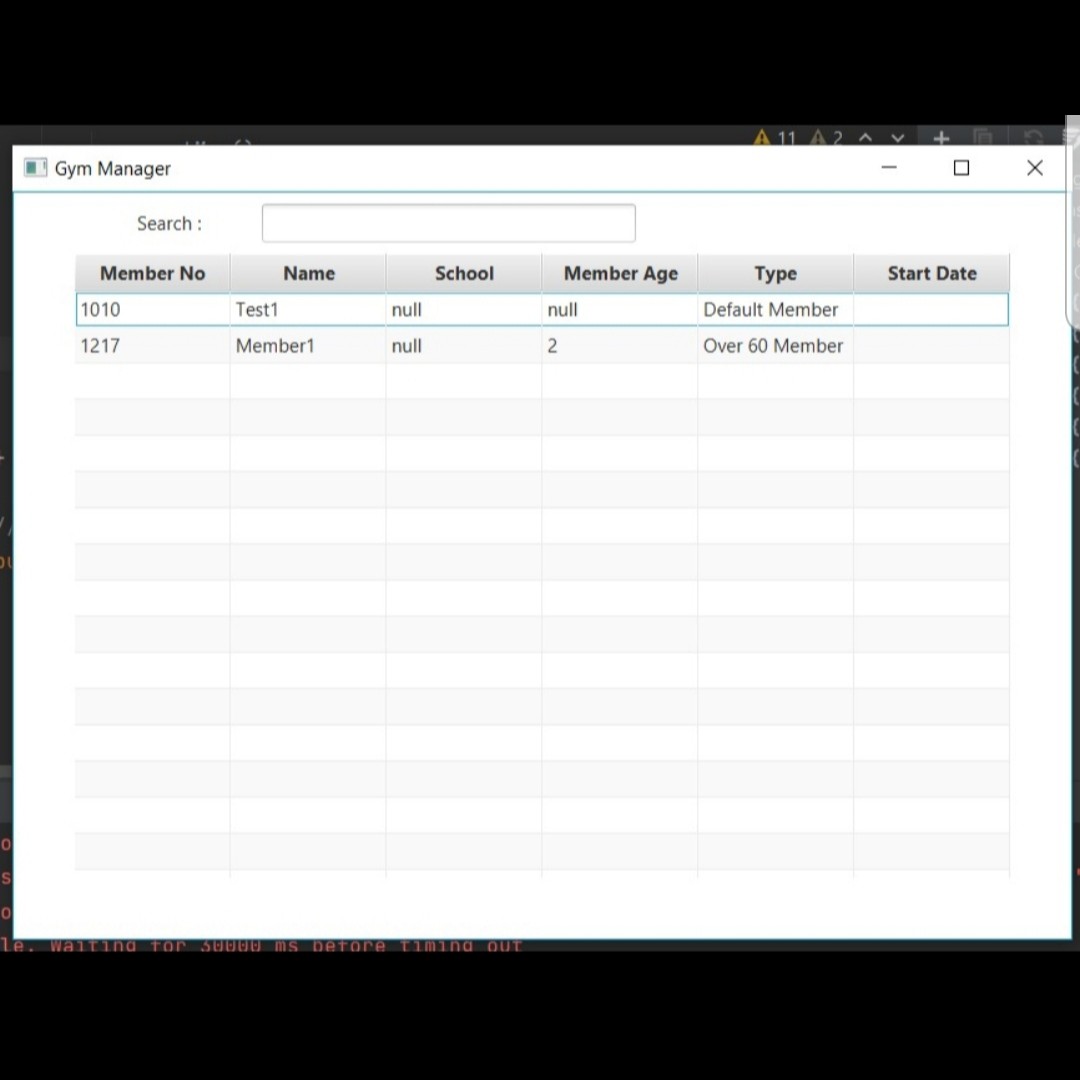 11 2
Gym Manager
Search :
Member No Name School Member Age Type Start Date
1010 Test1 null null Default Member
1217 Member1 null 2 Over 60 Member
le. Waiting for 30000 ms before timing out